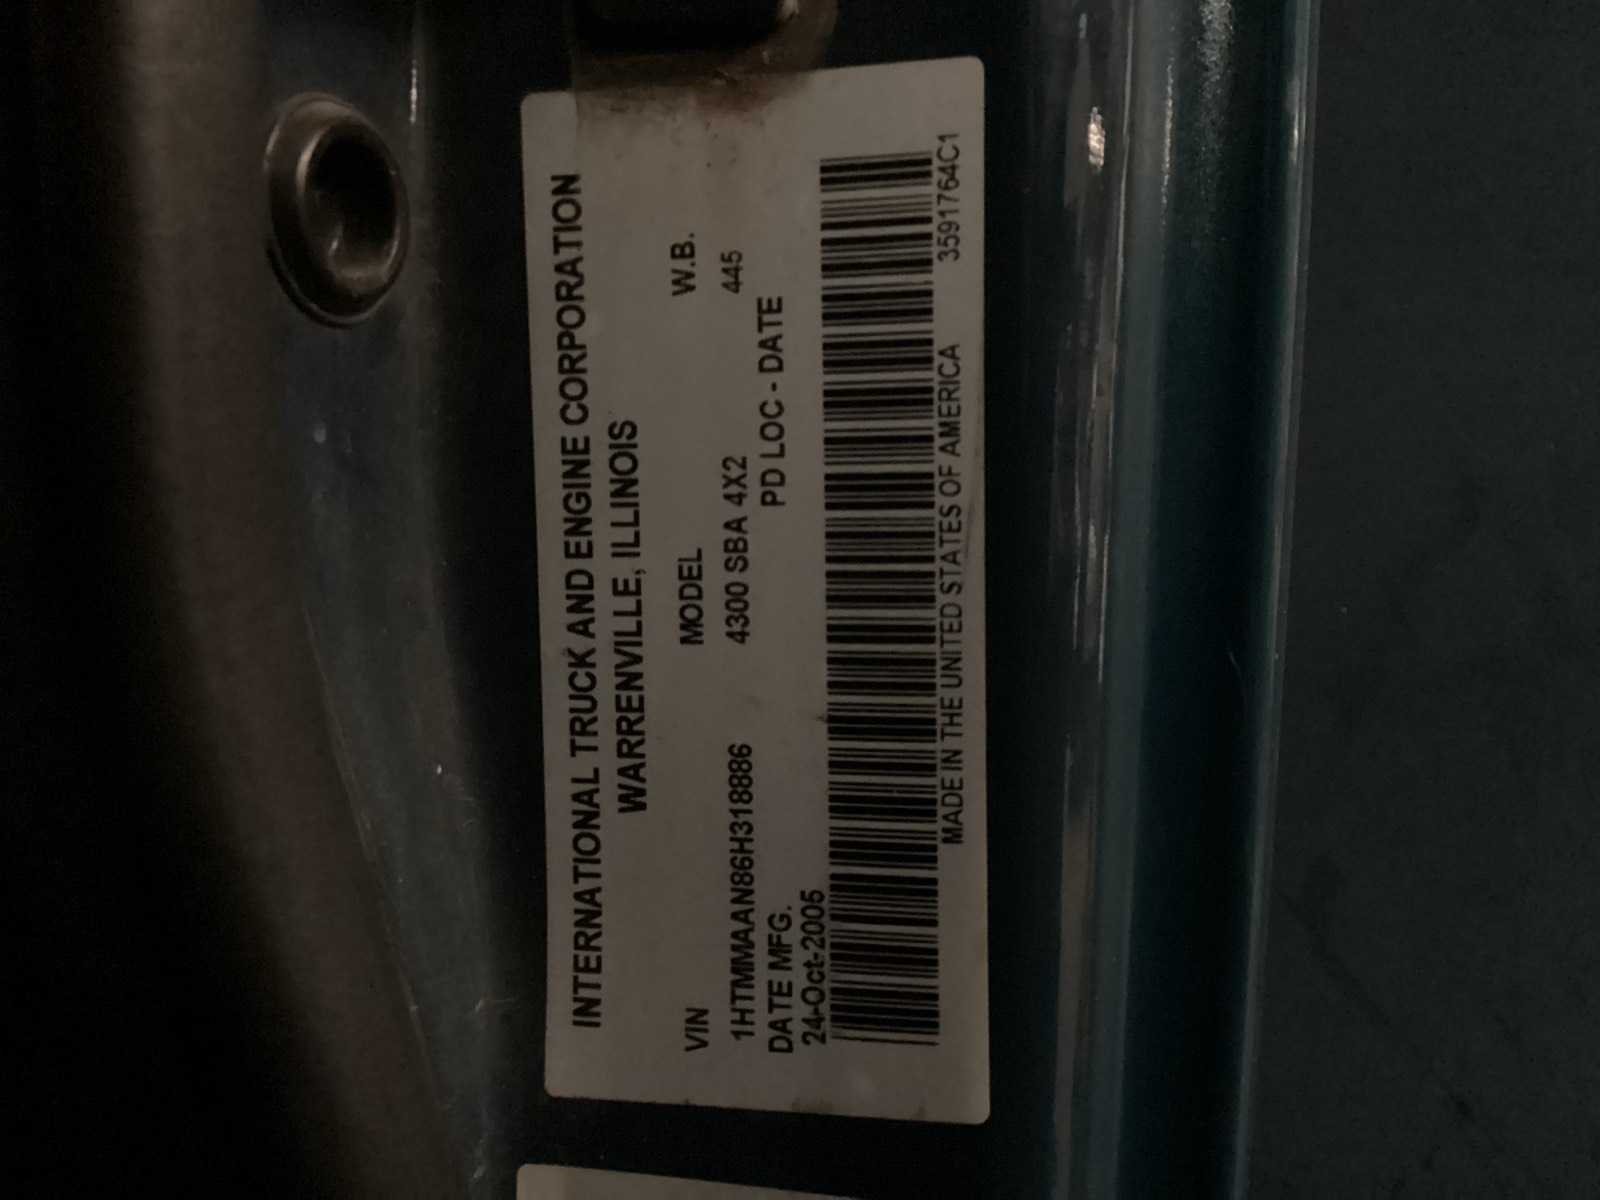 INTERNATIONAL TRUCK AND ENGINE CORPORATION
WARRENVILLE, ILLINOIS
VIN MODEL W.B.
1HTMMAAN86H318886 4300 SBA 4X2 445
DATE MFG. PD LOC - DATE
24-Oct-2005
MADE IN THE UNITED STATES OF AMERICA 3591764C1